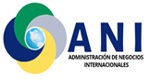 ANI
ADMINISTRACIÓN DE NEGOCIOS
INTERNACIONALES